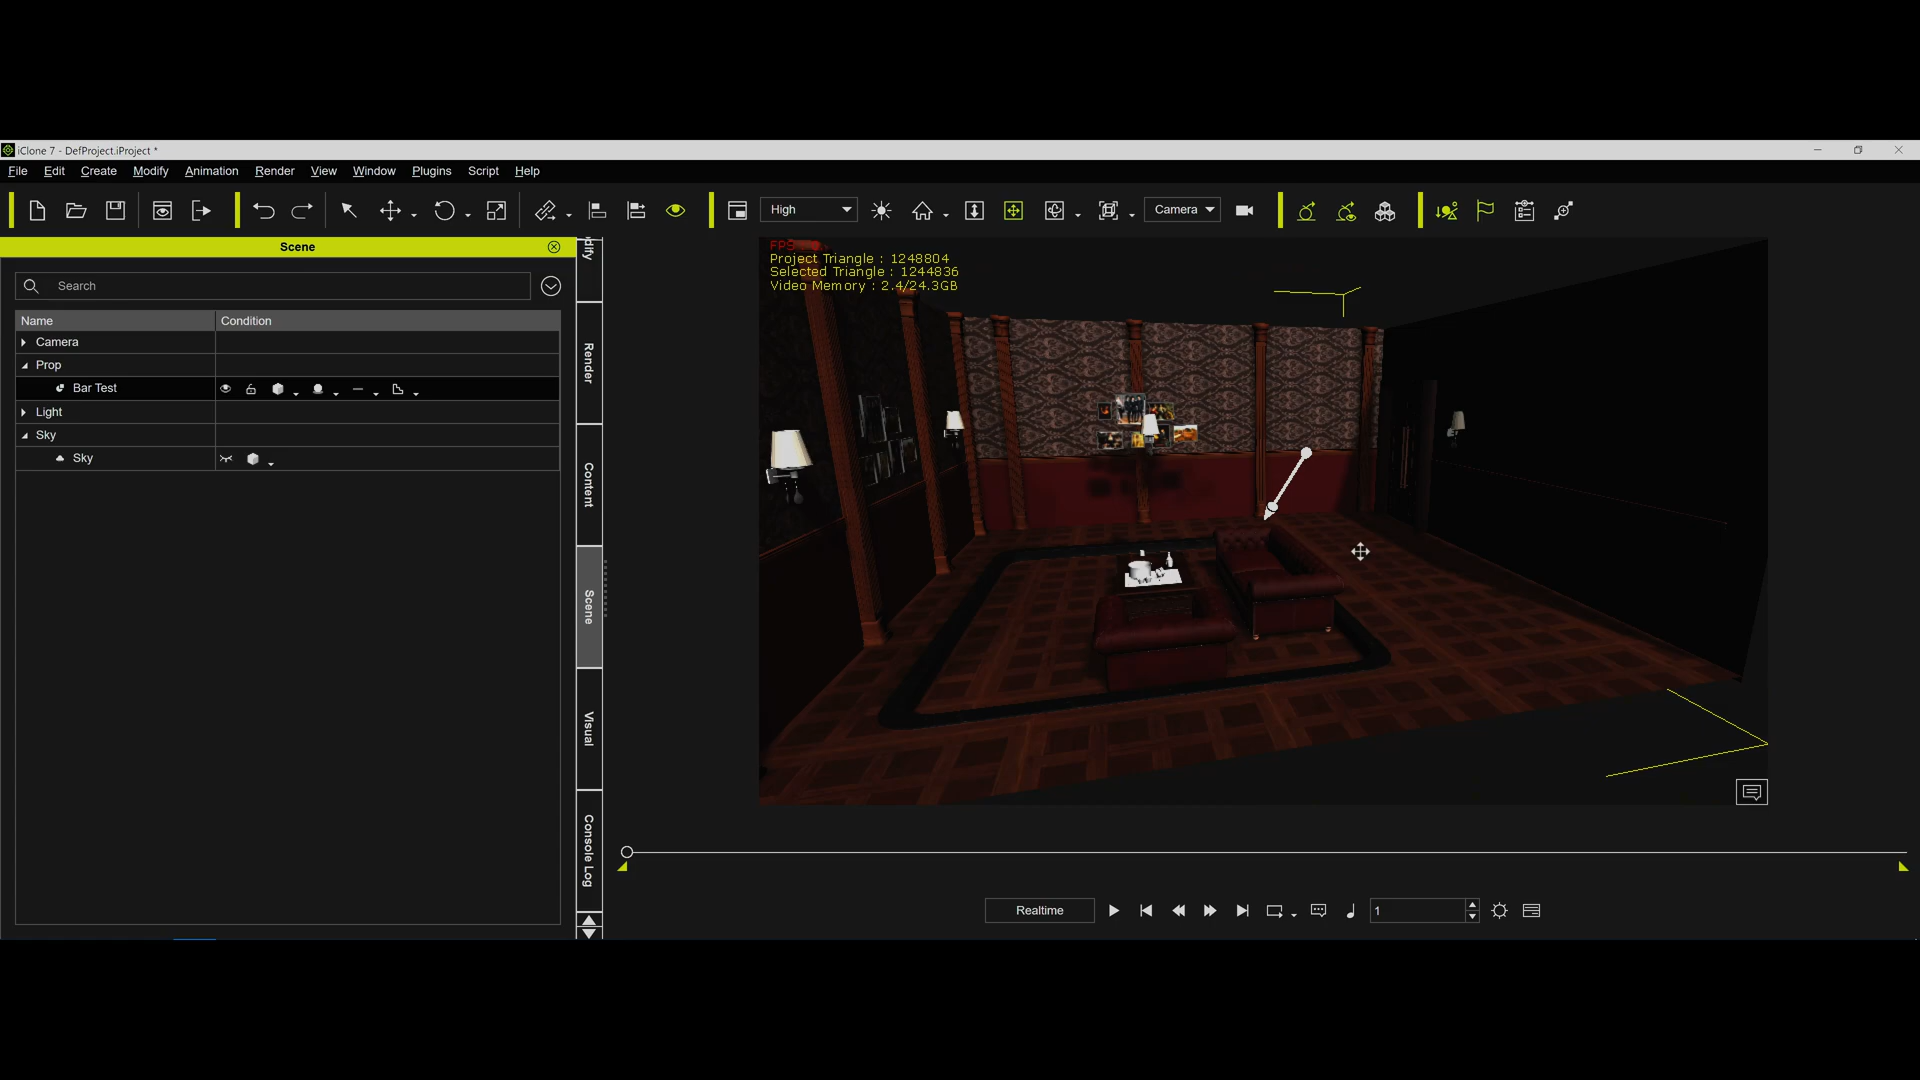 iClone 7 - DefProject.iProject *
File Edit Create Modify Animation Render View Window Plugins Script Help
High
Camera
Scene
Search
Name Condition
Camera
Prop
Bar Test
Light
Sky
Sky
Render
Content
Scene
Visual
Console Log
FPS
Project Triangle : 1248804
Selected Triangle : 1244836
Video Memory : 2.4/24.3GB
Realtime
1